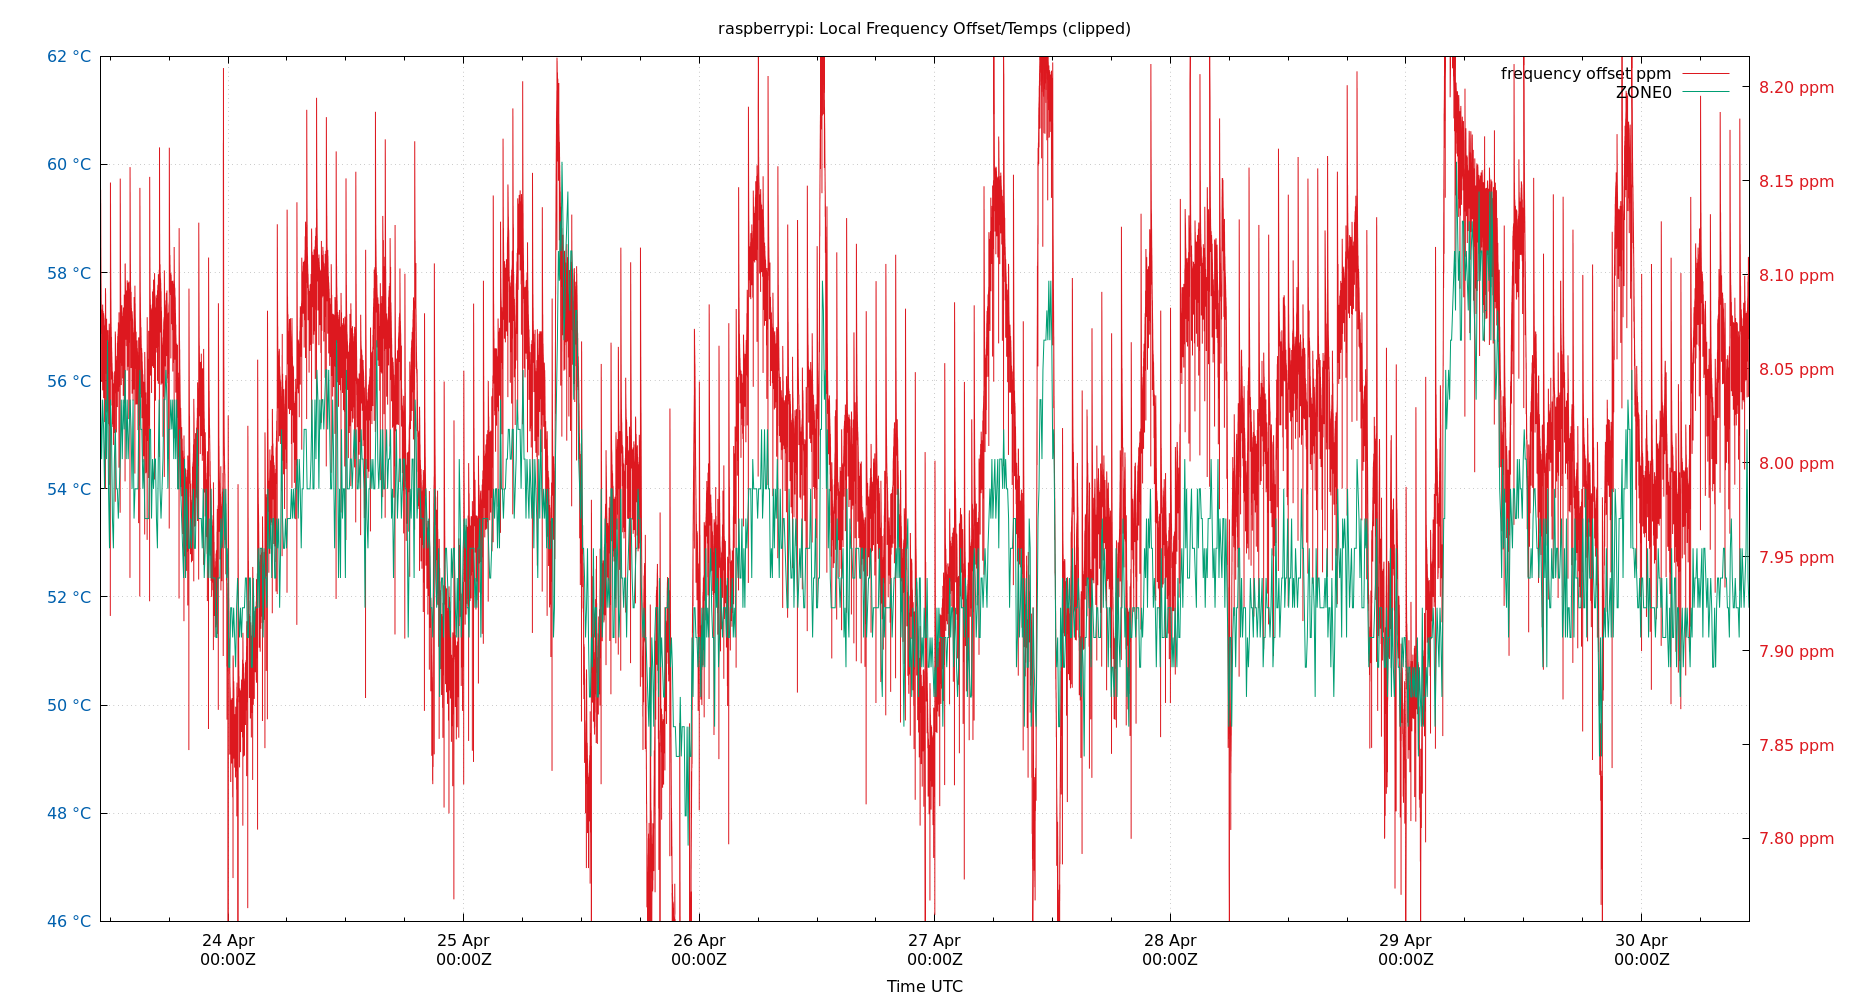 raspberrypi: Local Frequency Offset/Temps (clipped)
62 °C
60 °C
58 °C
56 °C
54 °C
52 °C
50 °C
48 °C
46 °C
frequency offset ppm
ZONE0
8.20 ppm
8.15 ppm
8.10 ppm
8.05 ppm
8.00 ppm
7.95 ppm
7.90 ppm
7.85 ppm
7.80 ppm
24 Apr 25 Apr 26 Apr 27 Apr 28 Apr 29 Apr 30 Apr
00:00Z 00:00Z 00:00Z 00:00Z 00:00Z 00:00Z 00:00Z
Time UTC